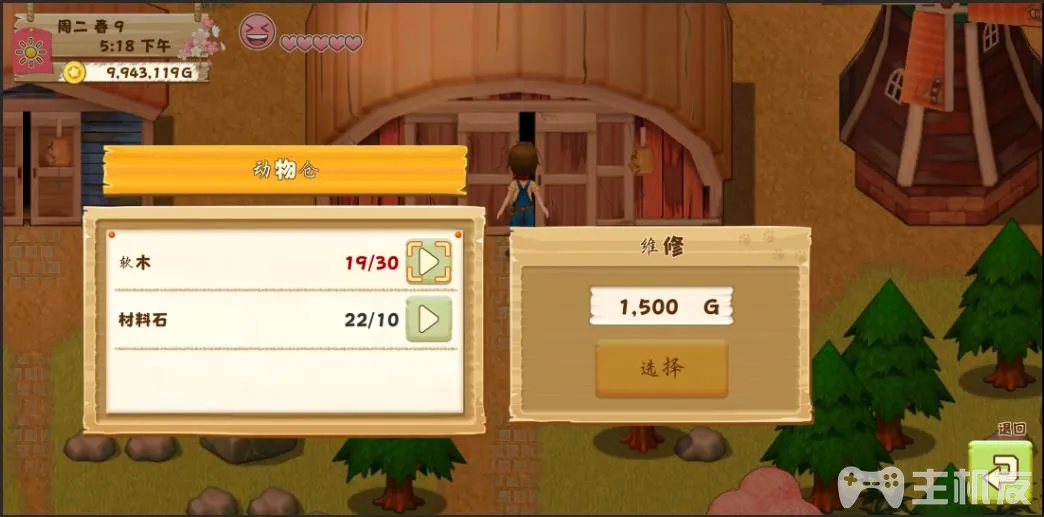 周二 春 9
5:18 下午
9,943,119G
动物仓
软木 19/30
材料石 22/10
维修
1,500 G
选择
退回
主机友